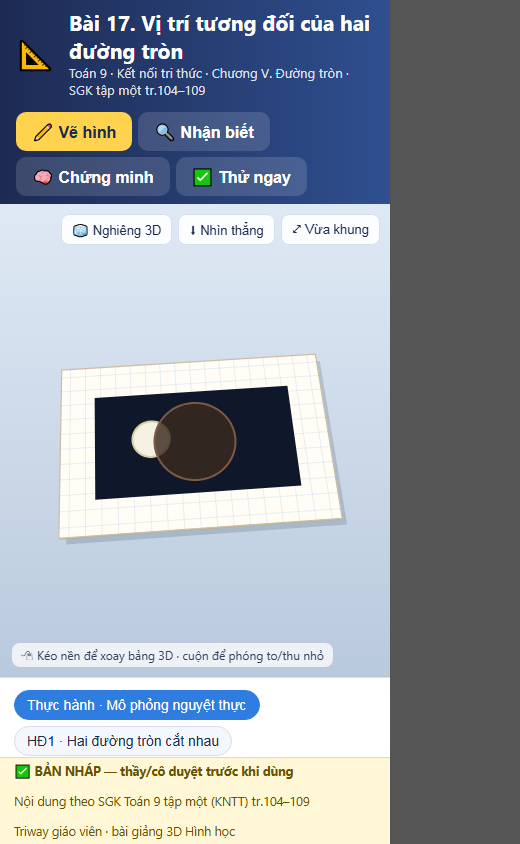 Bài 17. Vị trí tương đối của hai
đường tròn
Toán 9 · Kết nối tri thức · Chương V. Đường tròn ·
SGK tập một tr.104–109
Vẽ hình
Nhận biết
Chứng minh
Thử ngay
Nghiêng 3D
⬇ Nhìn thẳng
⤢ Vừa khung
Kéo nền để xoay bảng 3D · cuộn để phóng to/thu nhỏ
Thực hành · Mô phỏng nguyệt thực
HĐ1 · Hai đường tròn cắt nhau
✅ BẢN NHÁP — thầy/cô duyệt trước khi dùng
Nội dung theo SGK Toán 9 tập một (KNTT) tr.104–109
Triway giáo viên · bài giảng 3D Hình học